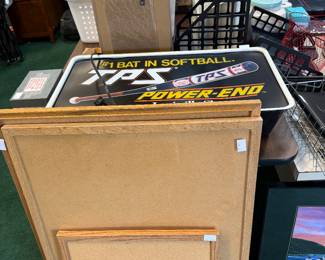 #1 BAT IN SOFTBALL.
TPS
TPS
POWER-END